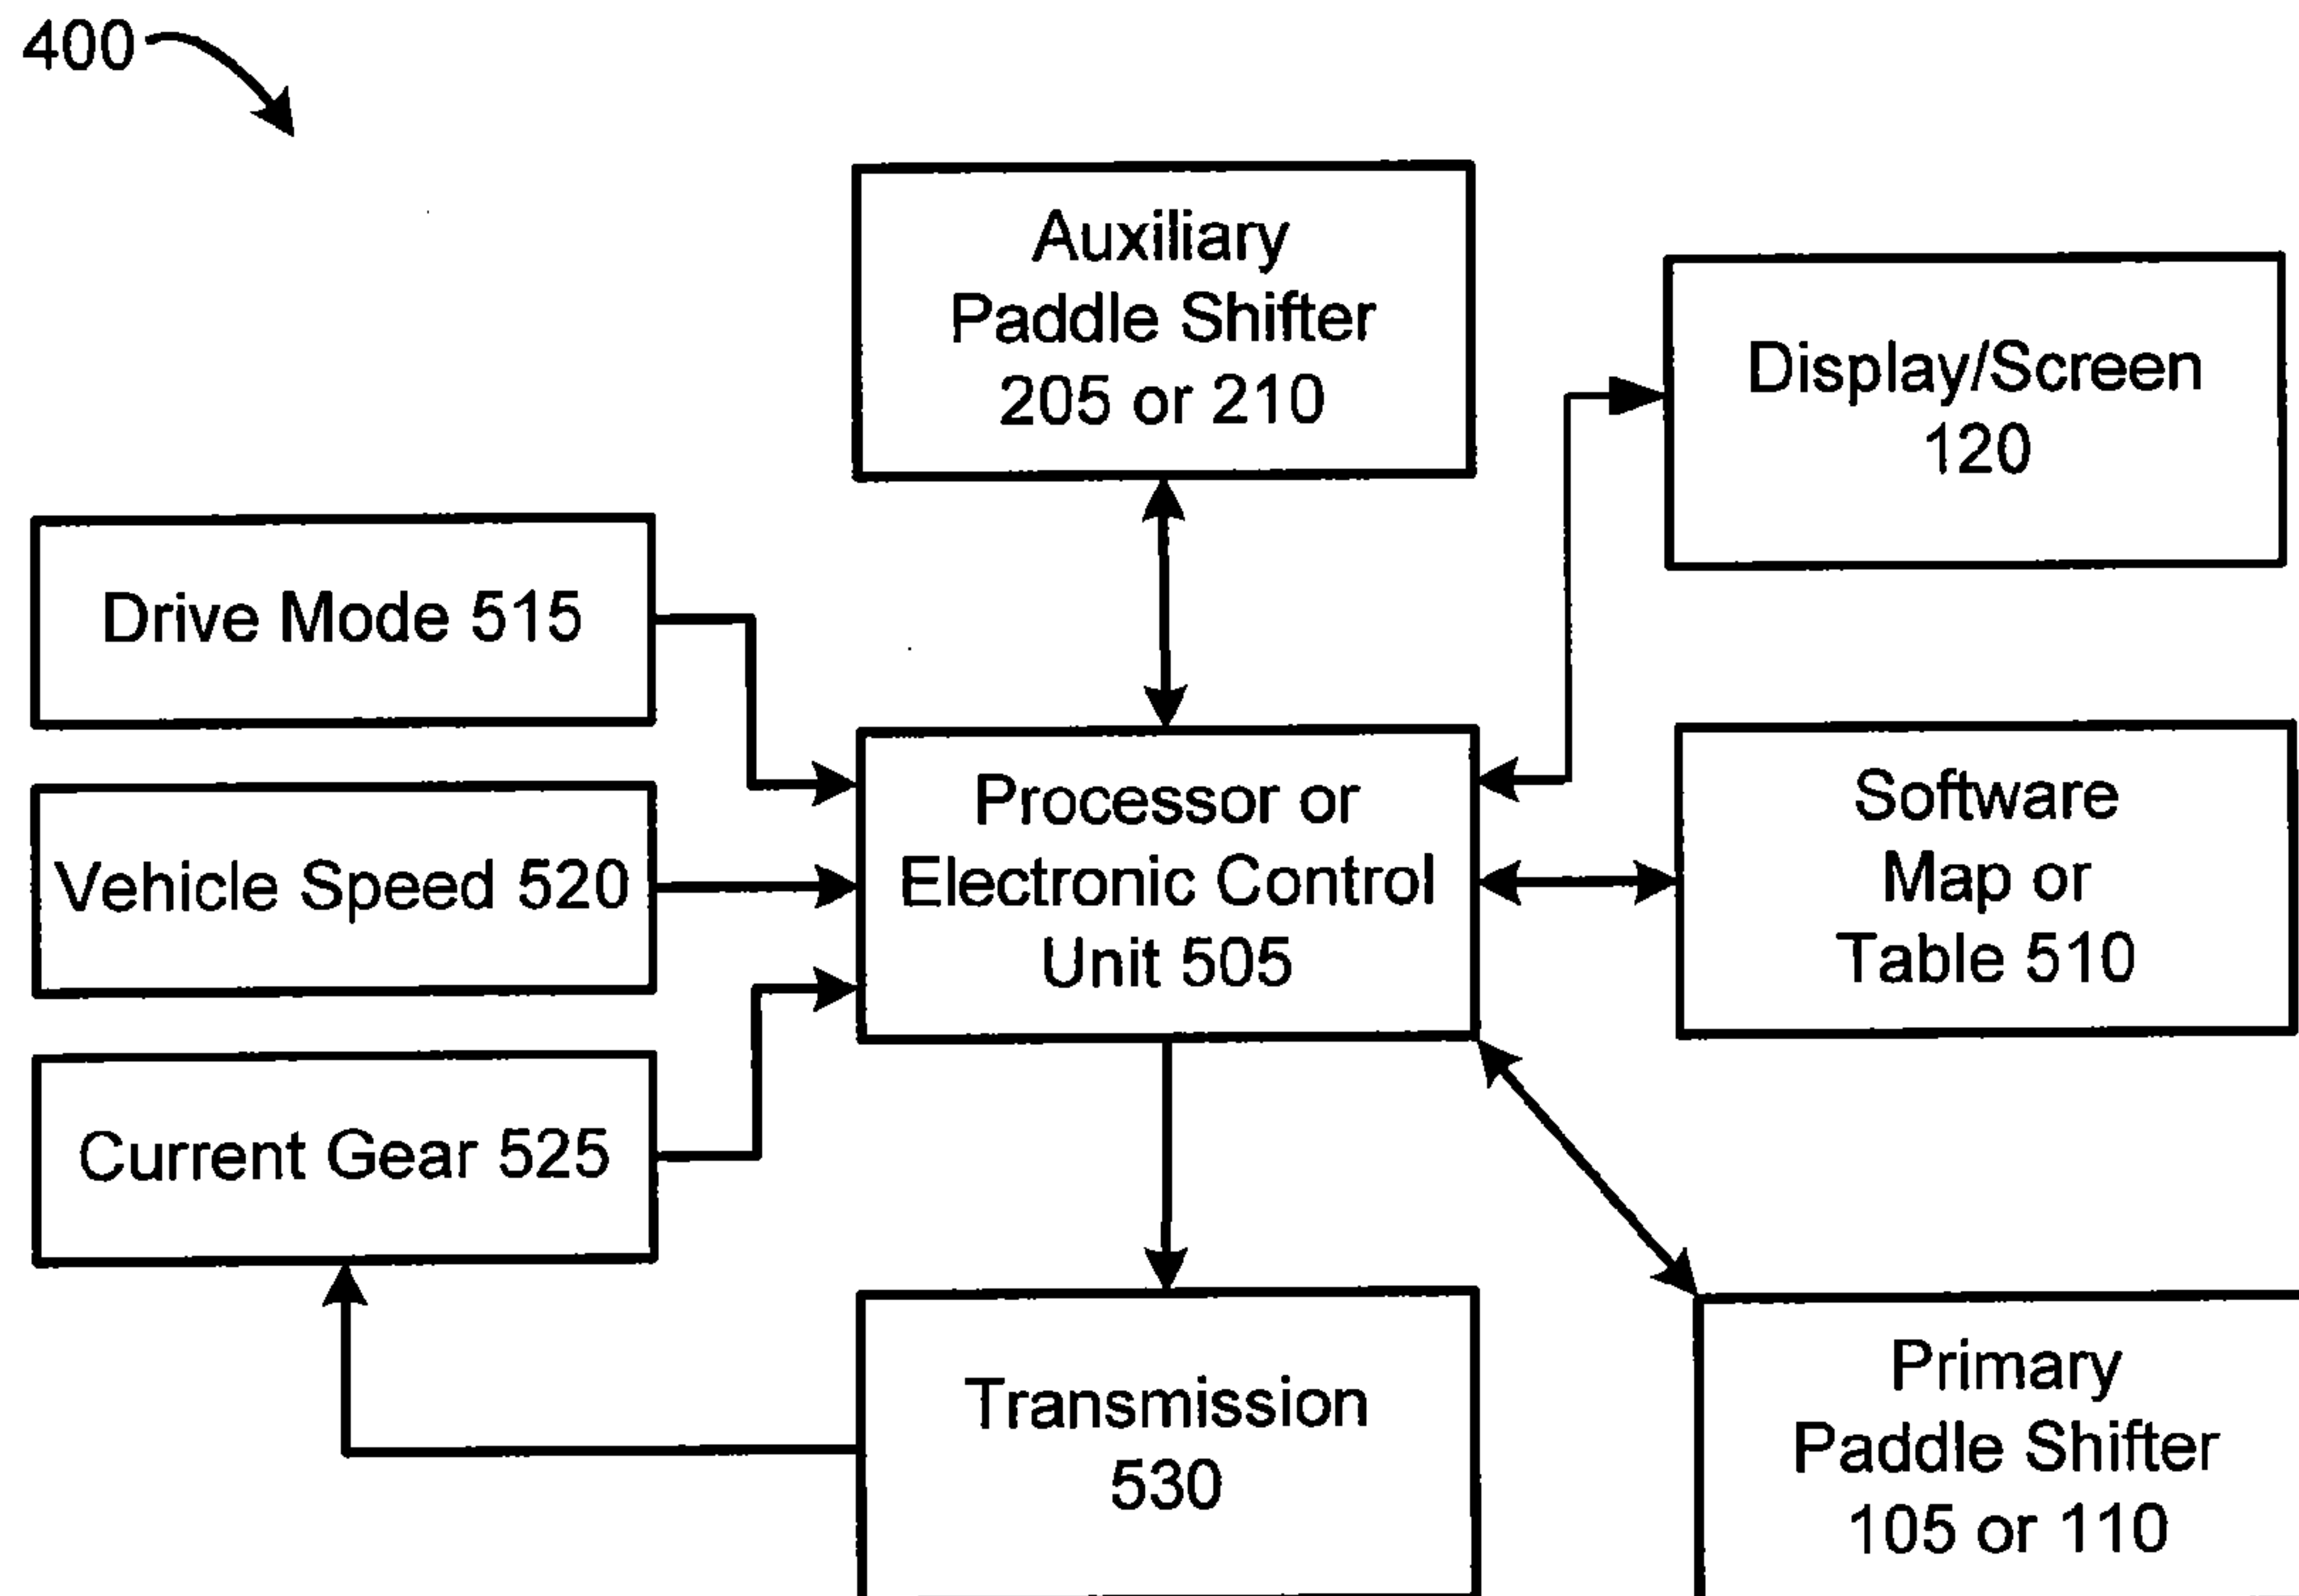 400
Auxiliary
Paddle Shifter
205 or 210
Display/Screen
120
Drive Mode 515
Vehicle Speed 520
Current Gear 525
Processor or
Electronic Control
Unit 505
Software
Map or
Table 510
Transmission
530
Primary
Paddle Shifter
105 or 110